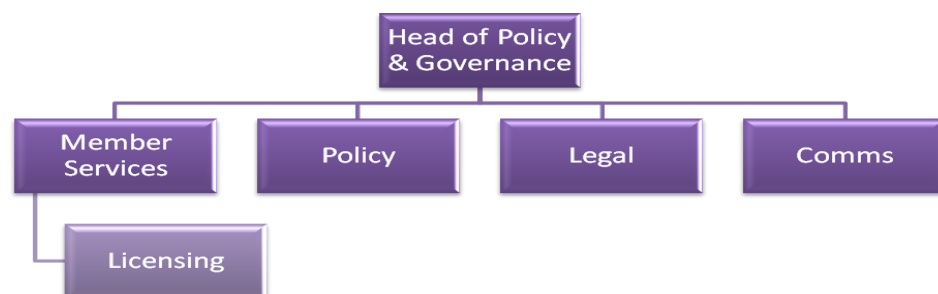 Head of Policy
& Governance
Member
Services
Policy
Legal
Comms
Licensing